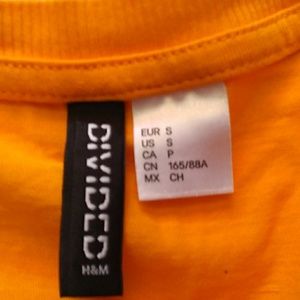 DIVIDED
H&M
EUR S
US S
CA P
CN 165/88A
MX CH